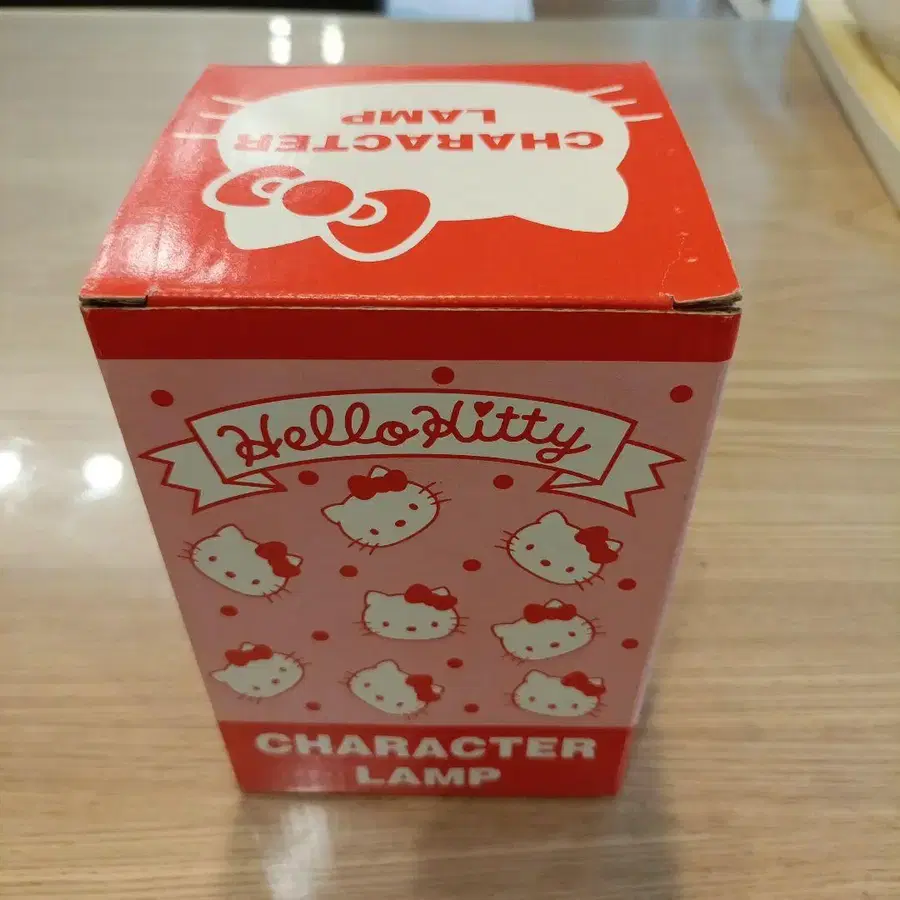 CHARACTER
LAMP
Hello Kitty
CHARACTER
LAMP